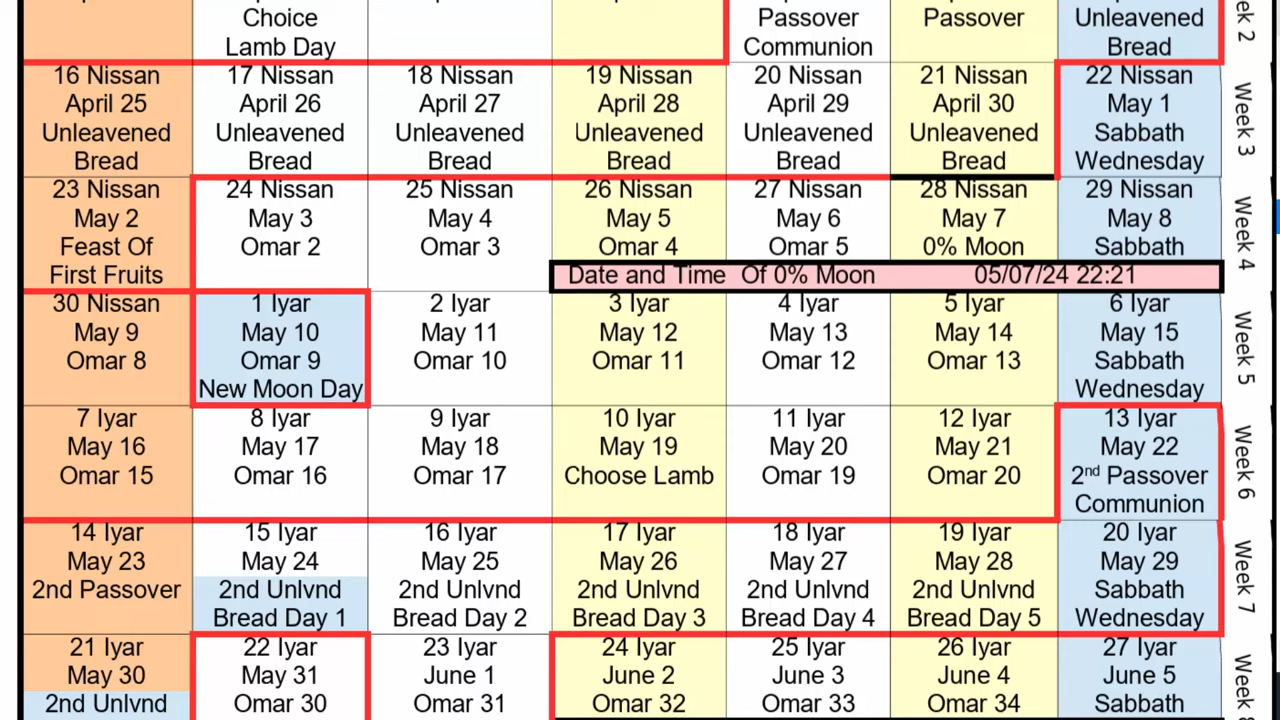 Choice
Lamb Day
Passover
Communion
Passover
Unleavened
Bread
ek 2
16 Nissan
April 25
Unleavened
Bread
17 Nissan
April 26
Unleavened
Bread
18 Nissan
April 27
Unleavened
Bread
19 Nissan
April 28
Unleavened
Bread
20 Nissan
April 29
Unleavened
Bread
21 Nissan
April 30
Unleavened
Bread
22 Nissan
May 1
Sabbath
Wednesday
Week 3
23 Nissan
May 2
Feast Of
First Fruits
24 Nissan
May 3
Omar 2
25 Nissan
May 4
Omar 3
26 Nissan
May 5
Omar 4
27 Nissan
May 6
Omar 5
28 Nissan
May 7
0% Moon
29 Nissan
May 8
Sabbath
Week 4
Date and Time Of 0% Moon 05/07/24 22:21
30 Nissan
May 9
Omar 8
1 Iyar
May 10
Omar 9
New Moon Day
2 Iyar
May 11
Omar 10
3 Iyar
May 12
Omar 11
4 Iyar
May 13
Omar 12
5 Iyar
May 14
Omar 13
6 Iyar
May 15
Sabbath
Wednesday
Week 5
7 Iyar
May 16
Omar 15
8 Iyar
May 17
Omar 16
9 Iyar
May 18
Omar 17
10 Iyar
May 19
Choose Lamb
11 Iyar
May 20
Omar 19
12 Iyar
May 21
Omar 20
13 Iyar
May 22
2nd Passover
Communion
Week 6
14 Iyar
May 23
2nd Passover
15 Iyar
May 24
2nd Unlvnd
Bread Day 1
16 Iyar
May 25
2nd Unlvnd
Bread Day 2
17 Iyar
May 26
2nd Unlvnd
Bread Day 3
18 Iyar
May 27
2nd Unlvnd
Bread Day 4
19 Iyar
May 28
2nd Unlvnd
Bread Day 5
20 Iyar
May 29
Sabbath
Wednesday
Week 7
21 Iyar
May 30
2nd Unlvnd
22 Iyar
May 31
Omar 30
23 Iyar
June 1
Omar 31
24 Iyar
June 2
Omar 32
25 Iyar
June 3
Omar 33
26 Iyar
June 4
Omar 34
27 Iyar
June 5
Sabbath
Week